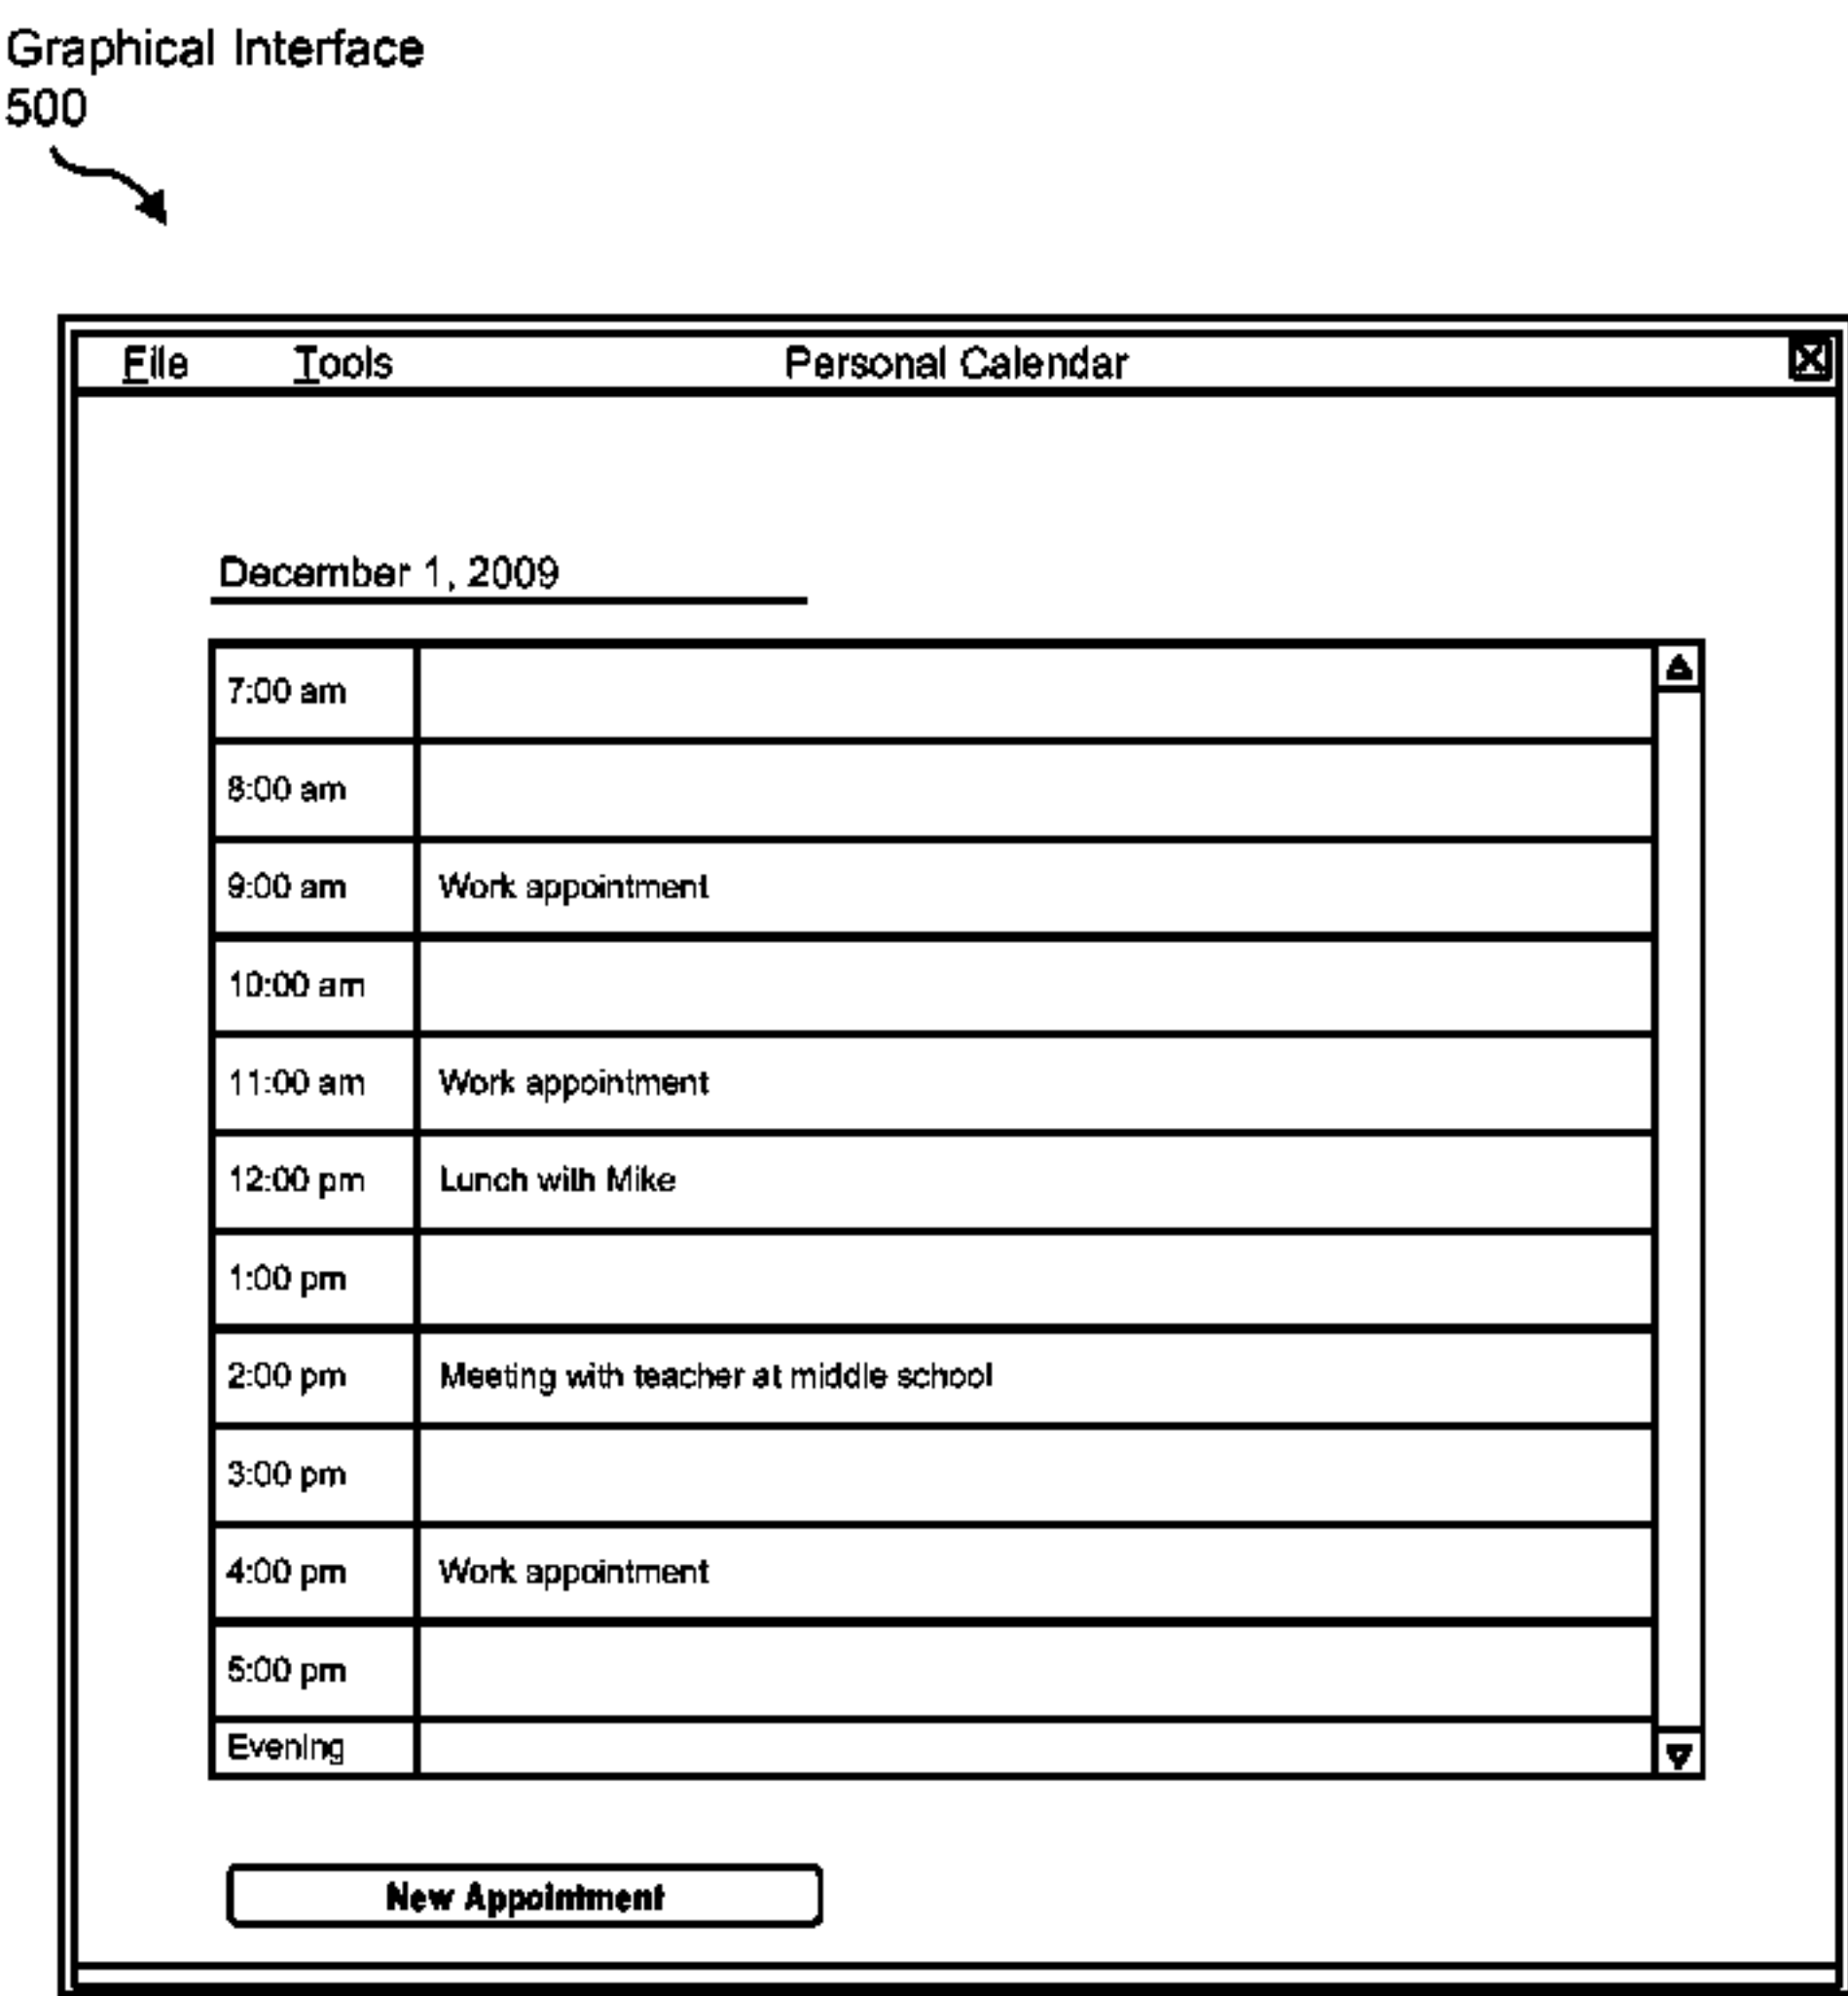 Graphical Interface
500
File Tools Personal Calendar
December 1, 2009
7:00 am
8:00 am
9:00 am Work appointment
10:00 am
11:00 am Work appointment
12:00 pm Lunch with Mike
1:00 pm
2:00 pm Meeting with teacher at middle school
3:00 pm
4:00 pm Work appointment
5:00 pm
Evening
New Appointment